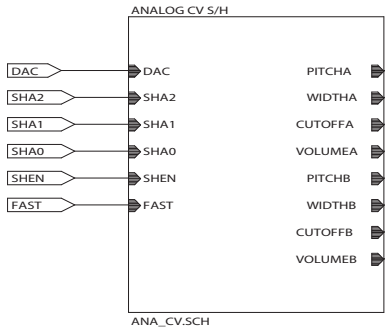 ANALOG CV S/H
DAC DAC PITCHA
SHA2 SHA2 WIDTHA
SHA1 SHA1 CUTOFFA
SHA0 SHA0 VOLUMEA
SHEN SHEN PITCHB
FAST FAST WIDTHB
CUTOFFB
VOLUMEB
ANA_CV.SCH